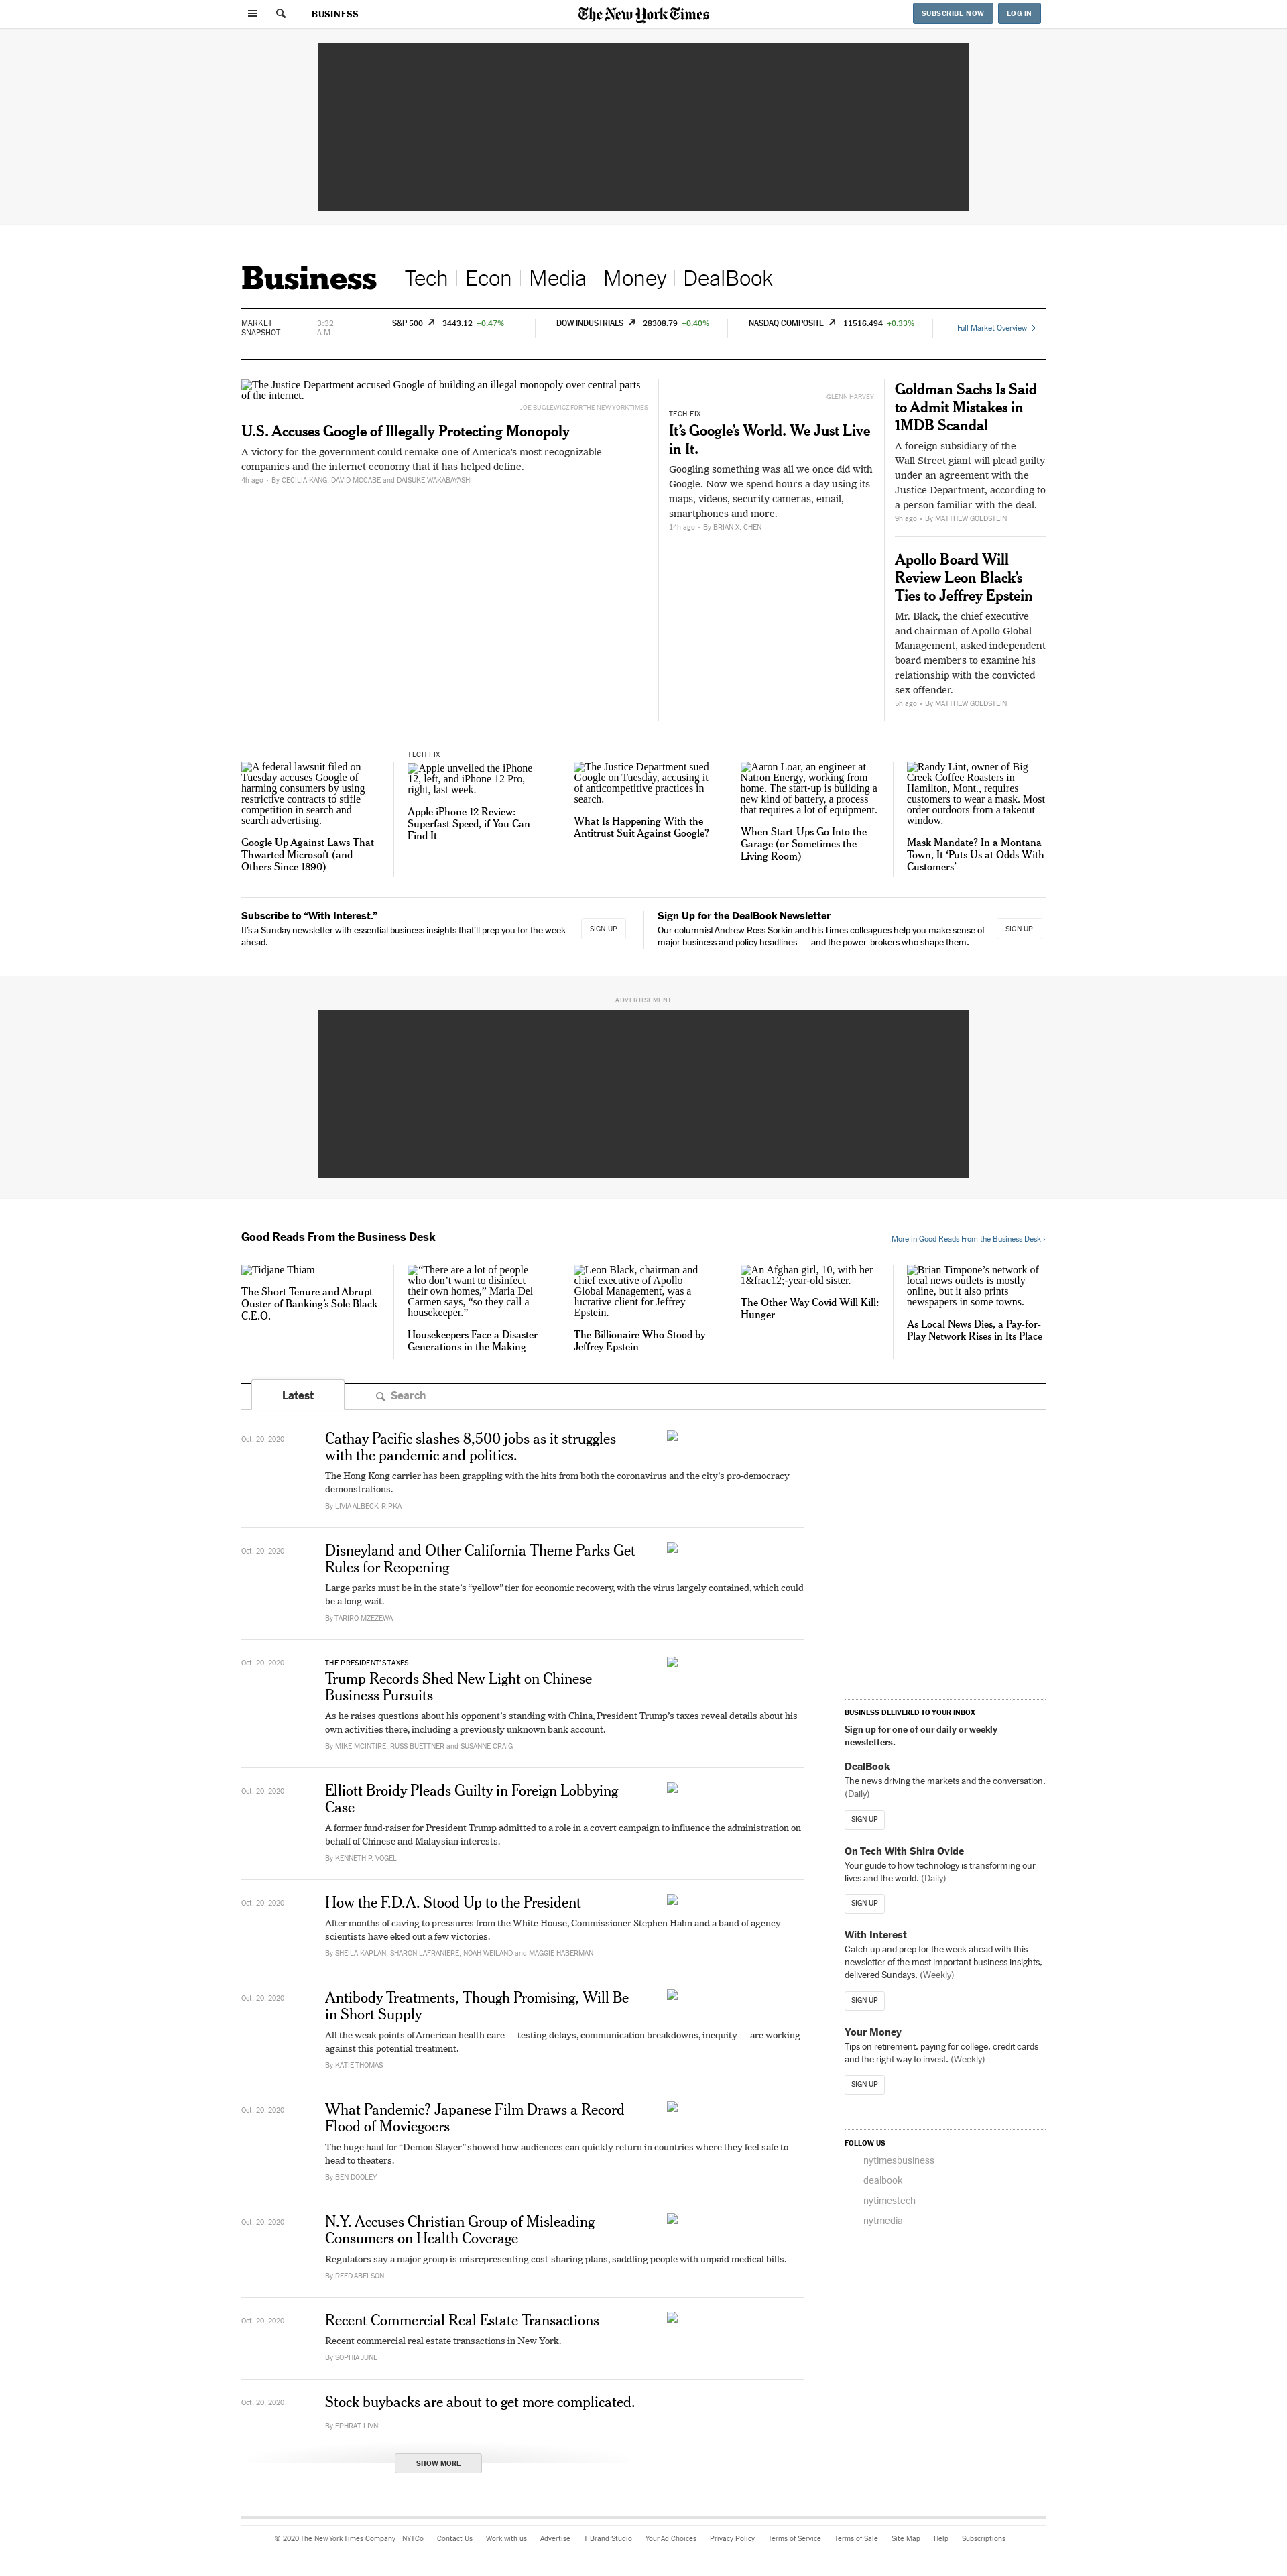 BUSINESS
The New York Times
SUBSCRIBE NOW
LOG IN
Business
Tech
Econ
Media
Money
DealBook
MARKET
SNAPSHOT
3:32
A.M.
S&P 500 3443.12 +0.47%
DOW INDUSTRIALS 28308.79 +0.40%
NASDAQ COMPOSITE 11516.494 +0.33%
Full Market Overview
The Justice Department accused Google of building an illegal monopoly over central parts
of the internet.
JOE BUGLEWICZ FOR THE NEW YORK TIMES
U.S. Accuses Google of Illegally Protecting Monopoly
A victory for the government could remake one of America's most recognizable
companies and the internet economy that it has helped define.
4h ago • By CECILIA KANG, DAVID MCCABE and DAISUKE WAKABAYASHI
GLENN HARVEY
TECH FIX
It's Google's World. We Just Live
in It.
Googling something was all we once did with
Google. Now we spend hours a day using its
maps, videos, security cameras, email,
smartphones and more.
14h ago • By BRIAN X. CHEN
Goldman Sachs Is Said
to Admit Mistakes in
1MDB Scandal
A foreign subsidiary of the
Wall Street giant will plead guilty
under an agreement with the
Justice Department, according to
a person familiar with the deal.
9h ago • By MATTHEW GOLDSTEIN
Apollo Board Will
Review Leon Black's
Ties to Jeffrey Epstein
Mr. Black, the chief executive
and chairman of Apollo Global
Management, asked independent
board members to examine his
relationship with the convicted
sex offender.
5h ago • By MATTHEW GOLDSTEIN
A federal lawsuit filed on
Tuesday accuses Google of
harming consumers by using
restrictive contracts to stifle
competition in search and
search advertising.
Google Up Against Laws That
Thwarted Microsoft (and
Others Since 1890)
TECH FIX
Apple unveiled the iPhone
12, left, and iPhone 12 Pro,
right, last week.
Apple iPhone 12 Review:
Superfast Speed, if You Can
Find It
The Justice Department sued
Google on Tuesday, accusing it
of anticompetitive practices in
search.
What Is Happening With the
Antitrust Suit Against Google?
Aaron Loar, an engineer at
Natron Energy, working from
home. The start-up is building a
new kind of battery, a process
that requires a lot of equipment.
When Start-Ups Go Into the
Garage (or Sometimes the
Living Room)
Randy Lint, owner of Big
Creek Coffee Roasters in
Hamilton, Mont., requires
customers to wear a mask. Most
order outdoors from a takeout
window.
Mask Mandate? In a Montana
Town, It 'Puts Us at Odds With
Customers'
Subscribe to “With Interest.”
It's a Sunday newsletter with essential business insights that'll prep you for the week
ahead.
SIGN UP
Sign Up for the DealBook Newsletter
Our columnist Andrew Ross Sorkin and his Times colleagues help you make sense of
major business and policy headlines — and the power-brokers who shape them.
SIGN UP
ADVERTISEMENT
Good Reads From the Business Desk
More in Good Reads From the Business Desk ›
Tidjane Thiam
The Short Tenure and Abrupt
Ouster of Banking's Sole Black
C.E.O.
“There are a lot of people
who don't want to disinfect
their own homes,” Maria Del
Carmen says, “so they call a
housekeeper.”
Housekeepers Face a Disaster
Generations in the Making
Leon Black, chairman and
chief executive of Apollo
Global Management, was a
lucrative client for Jeffrey
Epstein.
The Billionaire Who Stood by
Jeffrey Epstein
An Afghan girl, 10, with her
1&frac12;-year-old sister.
The Other Way Covid Will Kill:
Hunger
Brian Timpone's network of
local news outlets is mostly
online, but it also prints
newspapers in some towns.
As Local News Dies, a Pay-for-
Play Network Rises in Its Place
Latest
Search
Oct. 20, 2020
Cathay Pacific slashes 8,500 jobs as it struggles
with the pandemic and politics.
The Hong Kong carrier has been grappling with the hits from both the coronavirus and the city's pro-democracy
demonstrations.
By LIVIA ALBECK-RIPKA
Oct. 20, 2020
Disneyland and Other California Theme Parks Get
Rules for Reopening
Large parks must be in the state's “yellow” tier for economic recovery, with the virus largely contained, which could
be a long wait.
By TARIRO MZEZEWA
Oct. 20, 2020
THE PRESIDENT'S TAXES
Trump Records Shed New Light on Chinese
Business Pursuits
As he raises questions about his opponent's standing with China, President Trump's taxes reveal details about his
own activities there, including a previously unknown bank account.
By MIKE MCINTIRE, RUSS BUETTNER and SUSANNE CRAIG
Oct. 20, 2020
Elliott Broidy Pleads Guilty in Foreign Lobbying
Case
A former fund-raiser for President Trump admitted to a role in a covert campaign to influence the administration on
behalf of Chinese and Malaysian interests.
By KENNETH P. VOGEL
Oct. 20, 2020
How the F.D.A. Stood Up to the President
After months of caving to pressures from the White House, Commissioner Stephen Hahn and a band of agency
scientists have eked out a few victories.
By SHEILA KAPLAN, SHARON LAFRANIERE, NOAH WEILAND and MAGGIE HABERMAN
Oct. 20, 2020
Antibody Treatments, Though Promising, Will Be
in Short Supply
All the weak points of American health care — testing delays, communication breakdowns, inequity — are working
against this potential treatment.
By KATIE THOMAS
Oct. 20, 2020
What Pandemic? Japanese Film Draws a Record
Flood of Moviegoers
The huge haul for “Demon Slayer” showed how audiences can quickly return in countries where they feel safe to
head to theaters.
By BEN DOOLEY
Oct. 20, 2020
N.Y. Accuses Christian Group of Misleading
Consumers on Health Coverage
Regulators say a major group is misrepresenting cost-sharing plans, saddling people with unpaid medical bills.
By REED ABELSON
Oct. 20, 2020
Recent Commercial Real Estate Transactions
Recent commercial real estate transactions in New York.
By SOPHIA JUNE
Oct. 20, 2020
Stock buybacks are about to get more complicated.
By EPHRAT LIVNI
SHOW MORE
BUSINESS DELIVERED TO YOUR INBOX
Sign up for one of our daily or weekly
newsletters.
DealBook
The news driving the markets and the conversation.
(Daily)
SIGN UP
On Tech With Shira Ovide
Your guide to how technology is transforming our
lives and the world. (Daily)
SIGN UP
With Interest
Catch up and prep for the week ahead with this
newsletter of the most important business insights,
delivered Sundays. (Weekly)
SIGN UP
Your Money
Tips on retirement, paying for college, credit cards
and the right way to invest. (Weekly)
SIGN UP
FOLLOW US
nytimesbusiness
dealbook
nytimestech
nytmedia
© 2020 The New York Times Company NYTCo Contact Us Work with us Advertise T Brand Studio Your Ad Choices Privacy Policy Terms of Service Terms of Sale Site Map Help Subscriptions